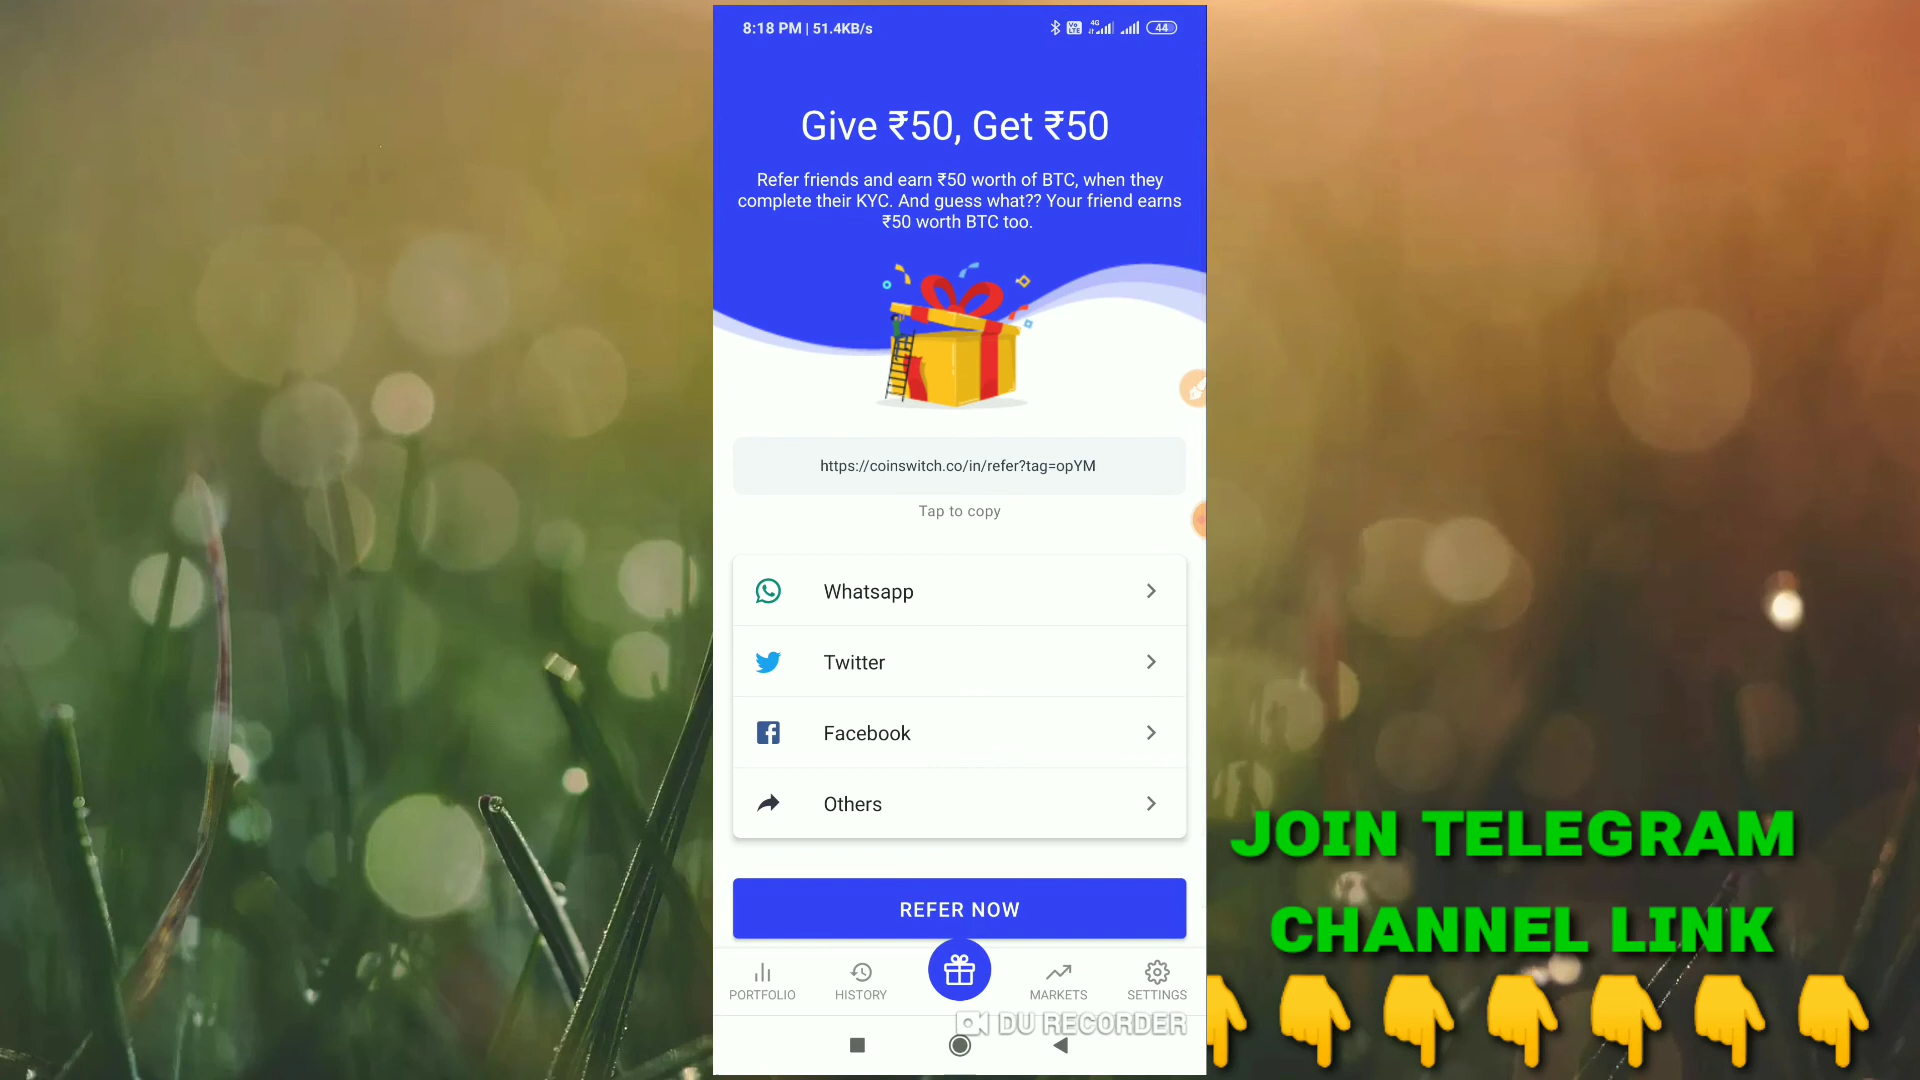 8:18 PM | 51.4KB/s
Vo
LTE
4G
44
Give ₹50, Get ₹50
Refer friends and earn ₹50 worth of BTC, when they
complete their KYC. And guess what?? Your friend earns
₹50 worth BTC too.
https://coinswitch.co/in/refer?tag=opYM
Tap to copy
Whatsapp
Twitter
Facebook
Others
REFER NOW
PORTFOLIO
HISTORY
MARKETS
SETTINGS
DU RECORDER
JOIN TELEGRAM
CHANNEL LINK